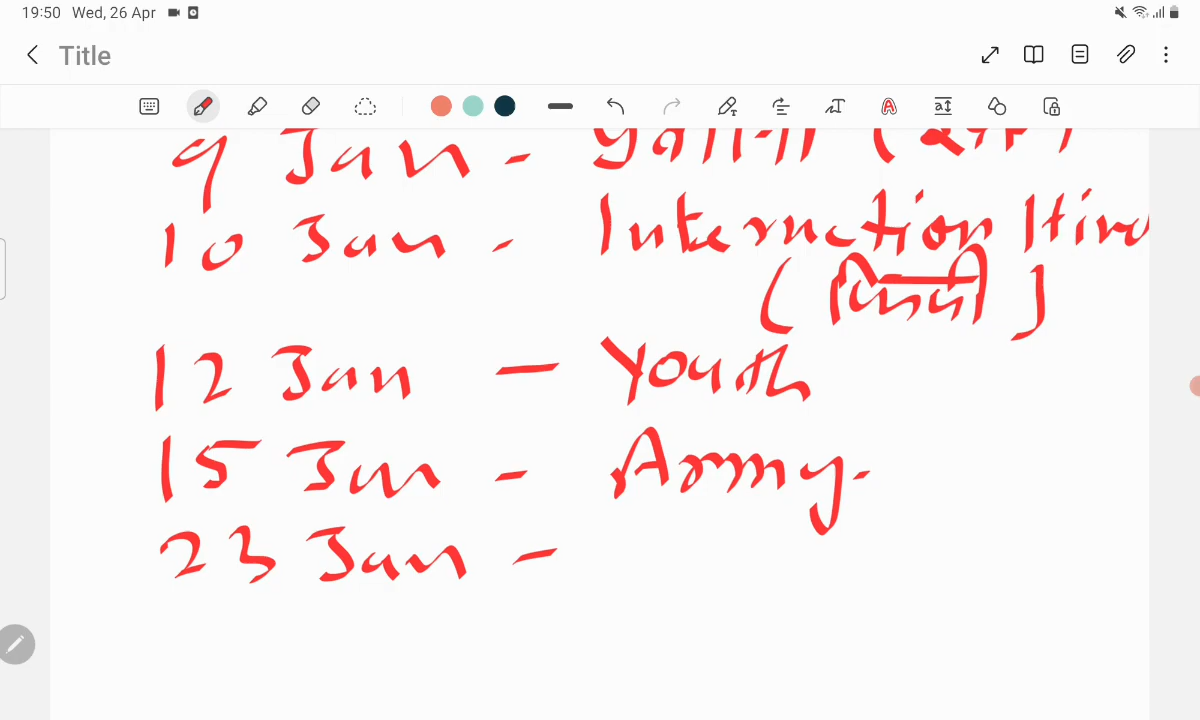 19:50 Wed, 26 Apr
Title
9 Jan -
10 Jan - Internction Hind
12 Jan - Youth
15 Jan - Army.
23 Jan -